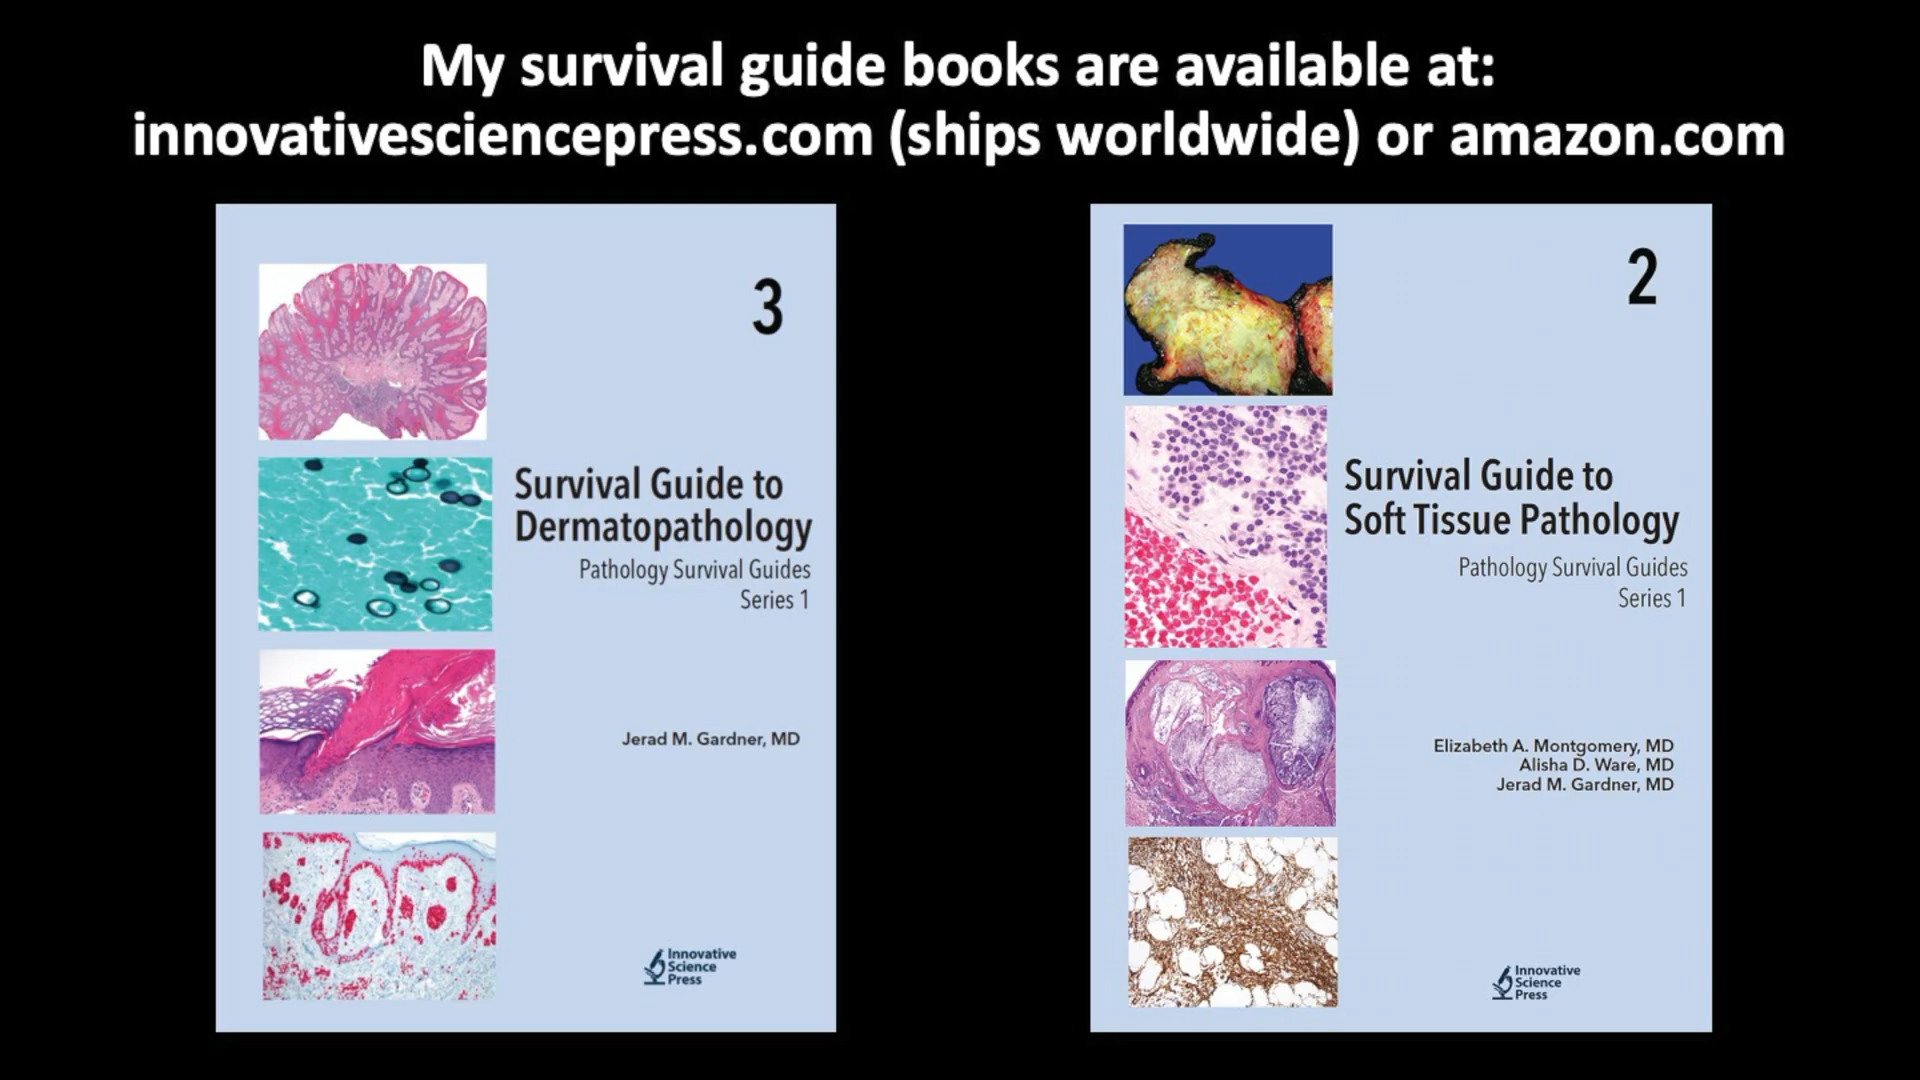 My survival guide books are available at:
innovativesciencepress.com (ships worldwide) or amazon.com
3
Survival Guide to
Dermatopathology
Pathology Survival Guides
Series 1
Jerad M. Gardner, MD
Innovative
Science
Press
2
Survival Guide to
Soft Tissue Pathology
Pathology Survival Guides
Series 1
Elizabeth A. Montgomery, MD
Alisha D. Ware, MD
Jerad M. Gardner, MD
Innovative
Science
Press